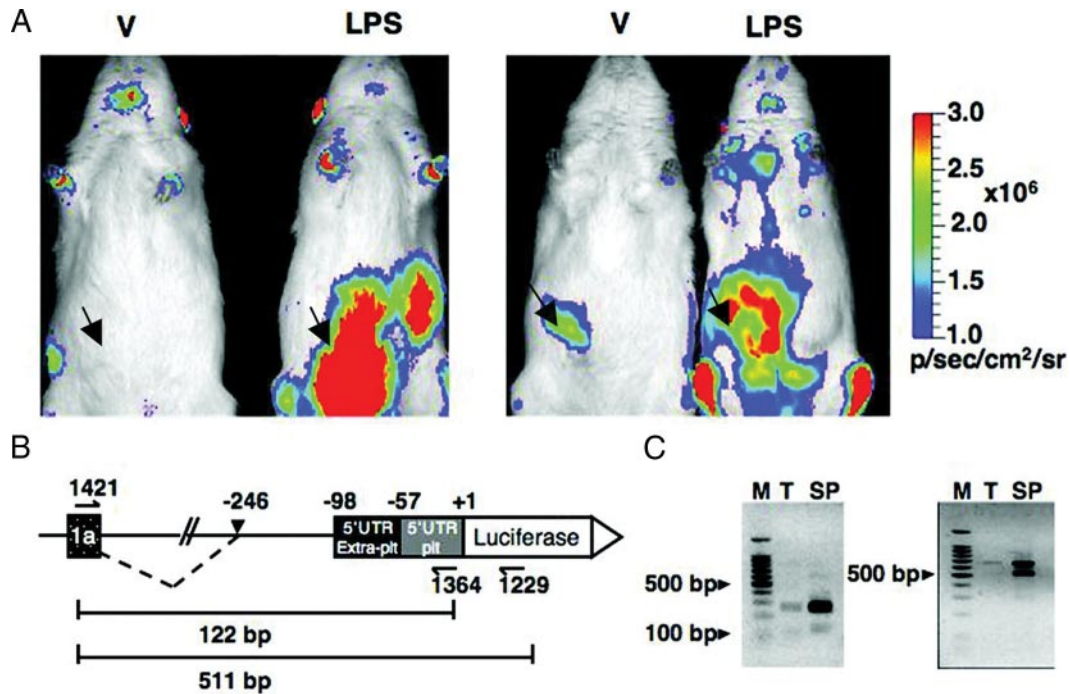 A
V LPS V LPS
3.0
2.5
x10⁶
2.0
1.5
1.0
p/sec/cm²/sr
B
1421 -246 -98 -57 +1
1a 5'UTR Extra-plt 5'UTR plt Luciferase
1364 1229
122 bp
511 bp
C
M T SP M T SP
500 bp 500 bp
100 bp